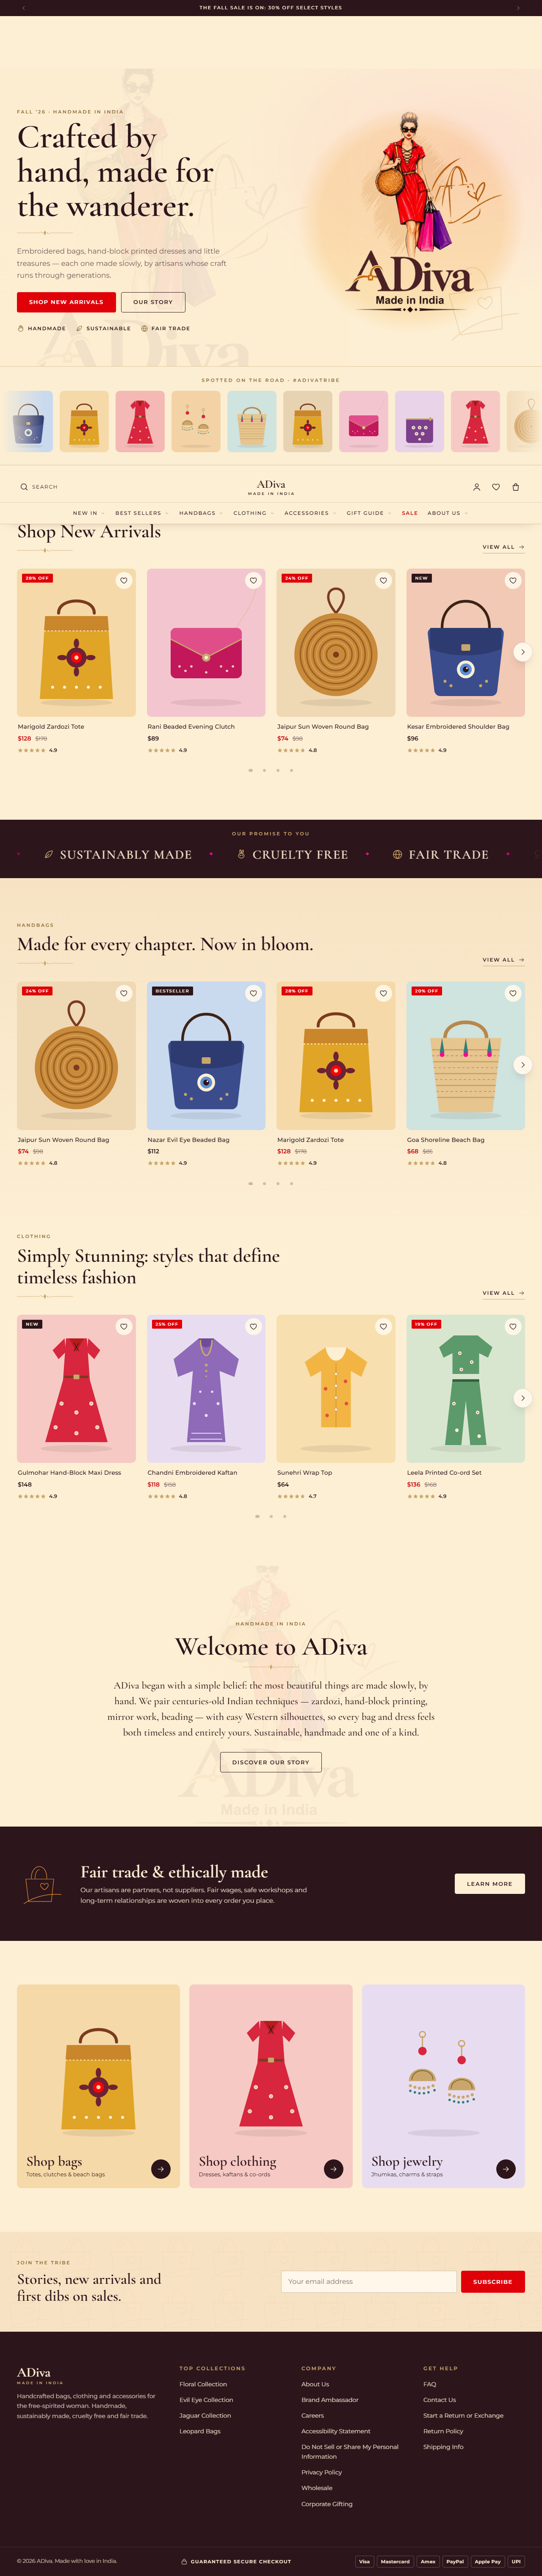 THE FALL SALE IS ON: 30% OFF SELECT STYLES
FALL '26 · HANDMADE IN INDIA
Crafted by
hand, made for
the wanderer.
Embroidered bags, hand-block printed dresses and little
treasures — each one made slowly, by artisans whose craft
runs through generations.
SHOP NEW ARRIVALS
OUR STORY
HANDMADE
SUSTAINABLE
FAIR TRADE
ADiva
Made in India
ADiva
SPOTTED ON THE ROAD · #ADIVATRIBE
SEARCH
ADiva
MADE IN INDIA
NEW IN
BEST SELLERS
HANDBAGS
CLOTHING
ACCESSORIES
GIFT GUIDE
SALE
ABOUT US
Shop New Arrivals
VIEW ALL
28% OFF
24% OFF
NEW
Marigold Zardozi Tote
$128 $178
4.9
Rani Beaded Evening Clutch
$89
4.9
Jaipur Sun Woven Round Bag
$74 $98
4.8
Kesar Embroidered Shoulder Bag
$96
4.9
OUR PROMISE TO YOU
SUSTAINABLY MADE
CRUELTY FREE
FAIR TRADE
HANDBAGS
Made for every chapter. Now in bloom.
VIEW ALL
24% OFF
BESTSELLER
28% OFF
20% OFF
Jaipur Sun Woven Round Bag
$74 $98
4.8
Nazar Evil Eye Beaded Bag
$112
4.9
Marigold Zardozi Tote
$128 $178
4.9
Goa Shoreline Beach Bag
$68 $85
4.8
CLOTHING
Simply Stunning: styles that define
timeless fashion
VIEW ALL
NEW
25% OFF
19% OFF
Gulmohar Hand-Block Maxi Dress
$148
4.9
Chandni Embroidered Kaftan
$118 $158
4.8
Sunehri Wrap Top
$64
4.7
Leela Printed Co-ord Set
$136 $168
4.9
HANDMADE IN INDIA
Welcome to ADiva
ADiva began with a simple belief: the most beautiful things are made slowly, by
hand. We pair centuries-old Indian techniques — zardozi, hand-block printing,
mirror work, beading — with easy Western silhouettes, so every bag and dress feels
both timeless and entirely yours. Sustainable, handmade and one of a kind.
DISCOVER OUR STORY
ADiva
Made in India
Fair trade & ethically made
Our artisans are partners, not suppliers. Fair wages, safe workshops and
long-term relationships are woven into every order you place.
LEARN MORE
Shop bags
Totes, clutches & beach bags
Shop clothing
Dresses, kaftans & co-ords
Shop jewelry
Jhumkas, charms & straps
JOIN THE TRIBE
Stories, new arrivals and
first dibs on sales.
Your email address
SUBSCRIBE
ADiva
MADE IN INDIA
Handcrafted bags, clothing and accessories for
the free-spirited woman. Handmade,
sustainably made, cruelty free and fair trade.
TOP COLLECTIONS
Floral Collection
Evil Eye Collection
Jaguar Collection
Leopard Bags
COMPANY
About Us
Brand Ambassador
Careers
Accessibility Statement
Do Not Sell or Share My Personal
Information
Privacy Policy
Wholesale
Corporate Gifting
GET HELP
FAQ
Contact Us
Start a Return or Exchange
Return Policy
Shipping Info
© 2026 ADiva. Made with love in India.
GUARANTEED SECURE CHECKOUT
Visa
Mastercard
Amex
PayPal
Apple Pay
UPI